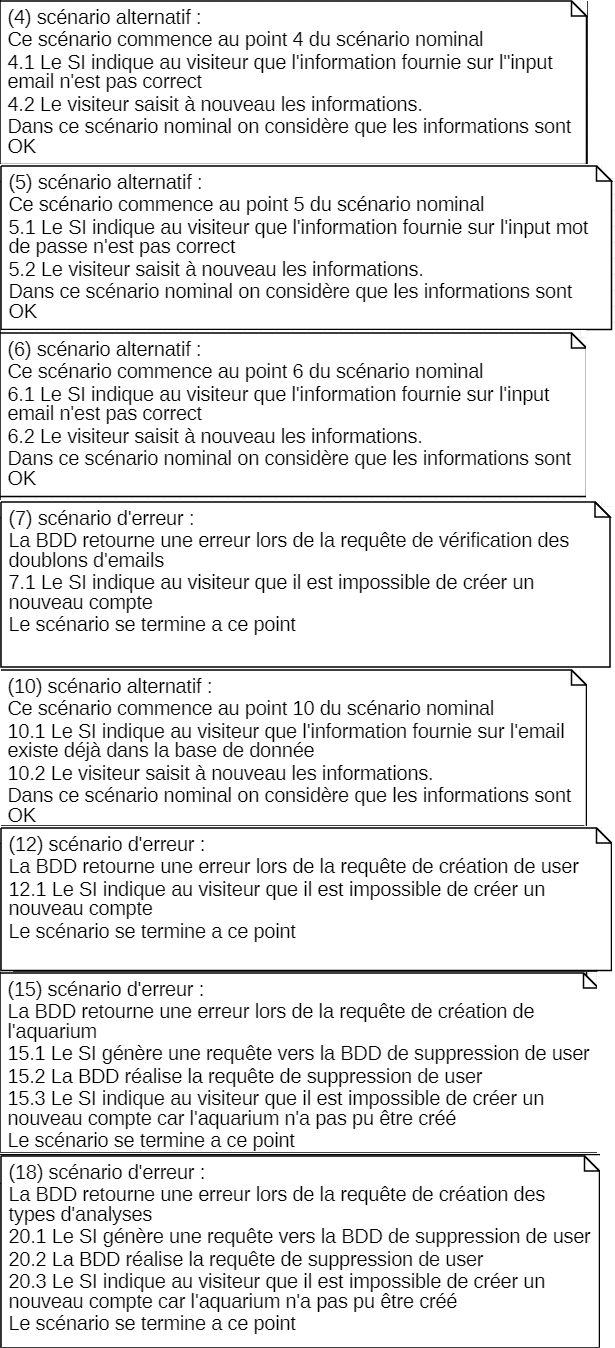 (4) scénario alternatif :
Ce scénario commence au point 4 du scénario nominal
4.1 Le SI indique au visiteur que l'information fournie sur l''input
email n'est pas correct
4.2 Le visiteur saisit à nouveau les informations.
Dans ce scénario nominal on considère que les informations sont
OK
(5) scénario alternatif :
Ce scénario commence au point 5 du scénario nominal
5.1 Le SI indique au visiteur que l'information fournie sur l'input mot
de passe n'est pas correct
5.2 Le visiteur saisit à nouveau les informations.
Dans ce scénario nominal on considère que les informations sont
OK
(6) scénario alternatif :
Ce scénario commence au point 6 du scénario nominal
6.1 Le SI indique au visiteur que l'information fournie sur l'input
email n'est pas correct
6.2 Le visiteur saisit à nouveau les informations.
Dans ce scénario nominal on considère que les informations sont
OK
(7) scénario d'erreur :
La BDD retourne une erreur lors de la requête de vérification des
doublons d'emails
7.1 Le SI indique au visiteur que il est impossible de créer un
nouveau compte
Le scénario se termine a ce point
(10) scénario alternatif :
Ce scénario commence au point 10 du scénario nominal
10.1 Le SI indique au visiteur que l'information fournie sur l'email
existe déjà dans la base de donnée
10.2 Le visiteur saisit à nouveau les informations.
Dans ce scénario nominal on considère que les informations sont
OK
(12) scénario d'erreur :
La BDD retourne une erreur lors de la requête de création de user
12.1 Le SI indique au visiteur que il est impossible de créer un
nouveau compte
Le scénario se termine a ce point
(15) scénario d'erreur :
La BDD retourne une erreur lors de la requête de création de
l'aquarium
15.1 Le SI génère une requête vers la BDD de suppression de user
15.2 La BDD réalise la requête de suppression de user
15.3 Le SI indique au visiteur que il est impossible de créer un
nouveau compte car l'aquarium n'a pas pu être créé
Le scénario se termine a ce point
(18) scénario d'erreur :
La BDD retourne une erreur lors de la requête de création des
types d'analyses
20.1 Le SI génère une requête vers la BDD de suppression de user
20.2 La BDD réalise la requête de suppression de user
20.3 Le SI indique au visiteur que il est impossible de créer un
nouveau compte car l'aquarium n'a pas pu être créé
Le scénario se termine a ce point